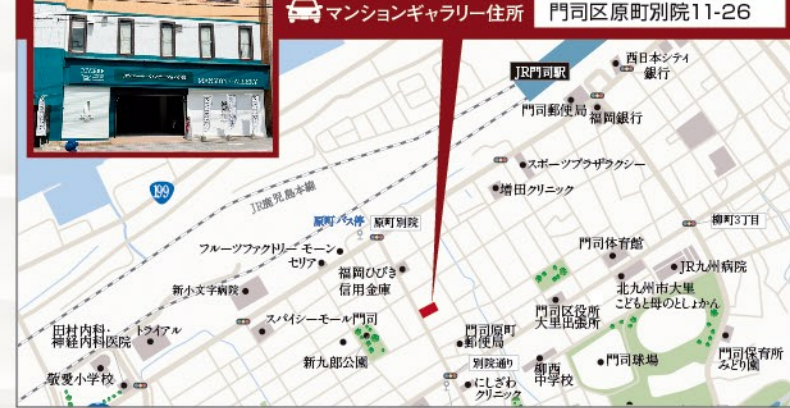 マンションギャラリー住所
門司区原町別院11-26
MANSION GALLERY
JR門司駅
西日本シティ
銀行
門司郵便局
福岡銀行
199
JR鹿児島本線
スポーツプラザラクシー
増田クリニック
原町バス停
原町別院
柳町3丁目
フルーツファクトリーモーン
セリア
福岡ひびき
信用金庫
門司体育館
JR九州病院
新小文字病院
北九州市大里
こどもと母のとしょかん
門司区役所
大里出張所
田村内科・
神経内科医院
トライアル
スパイシーモール門司
門司原町
郵便局
新九郎公園
別院通り
柳西
中学校
門司球場
門司保育所
みどり園
敬愛小学校
にしざわ
クリニック